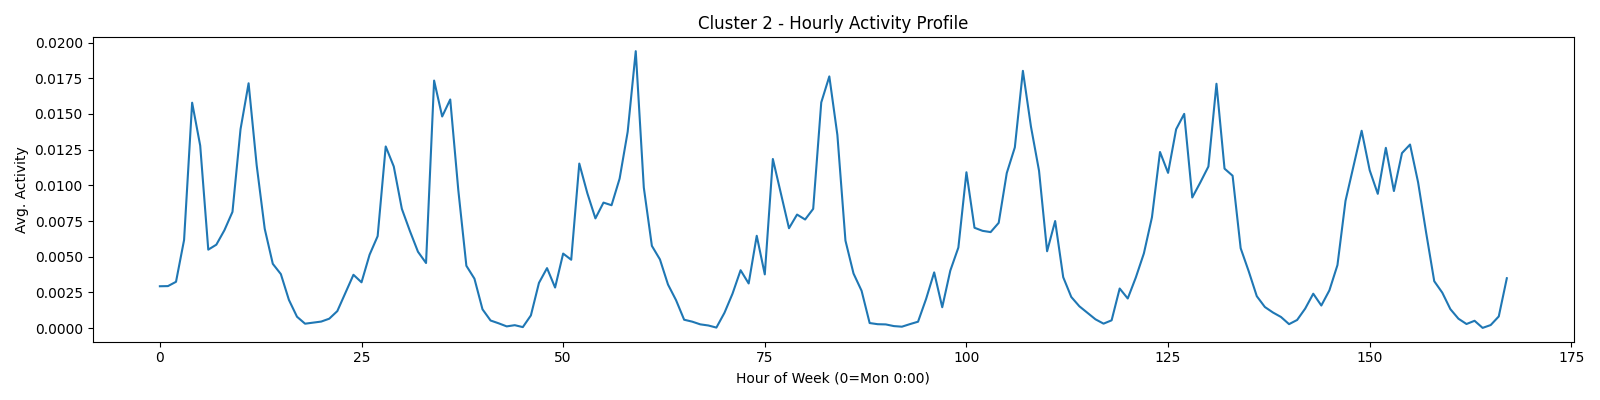 Cluster 2 - Hourly Activity Profile
0.0200
0.0175
0.0150
0.0125
0.0100
0.0075
0.0050
0.0025
0.0000
Avg. Activity
0 25 50 75 100 125 150 175
Hour of Week (0=Mon 0:00)